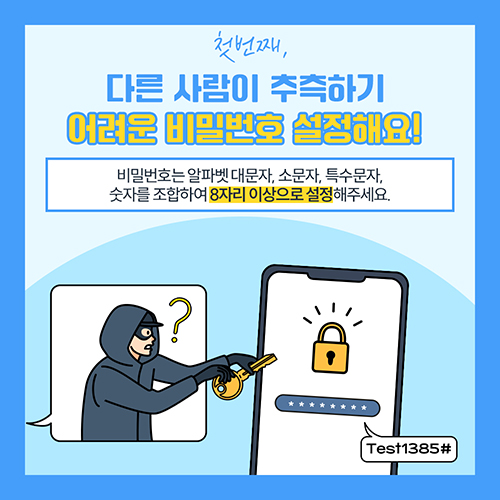 첫번째,
다른 사람이 추측하기
어려운 비밀번호 설정해요!
비밀번호는 알파벳 대문자, 소문자, 특수문자,
숫자를 조합하여 8자리 이상으로 설정해주세요.
?
*********
Test1385#